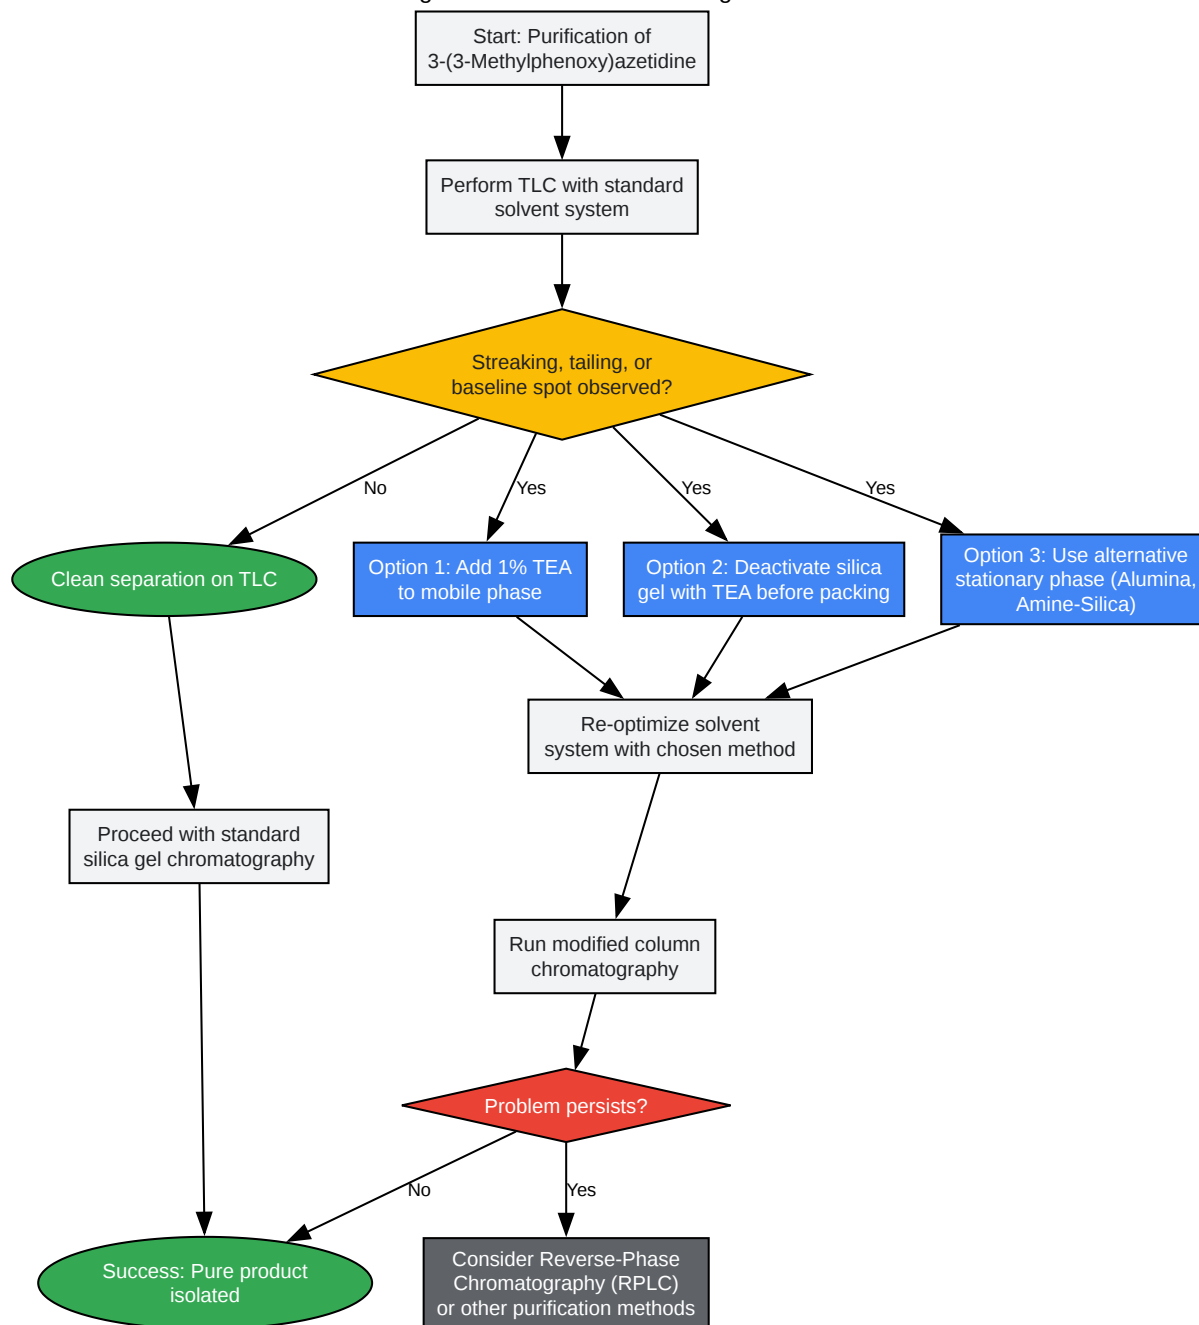 Start: Purification of
3-(3-Methylphenoxy)azetidine
Perform TLC with standard
solvent system
Streaking, tailing, or
baseline spot observed?
No
Yes
Yes
Yes
Clean separation on TLC
Option 1: Add 1% TEA
to mobile phase
Option 2: Deactivate silica
gel with TEA before packing
Option 3: Use alternative
stationary phase (Alumina,
Amine-Silica)
Re-optimize solvent
system with chosen method
Proceed with standard
silica gel chromatography
Run modified column
chromatography
Problem persists?
No
Yes
Success: Pure product
isolated
Consider Reverse-Phase
Chromatography (RPLC)
or other purification methods